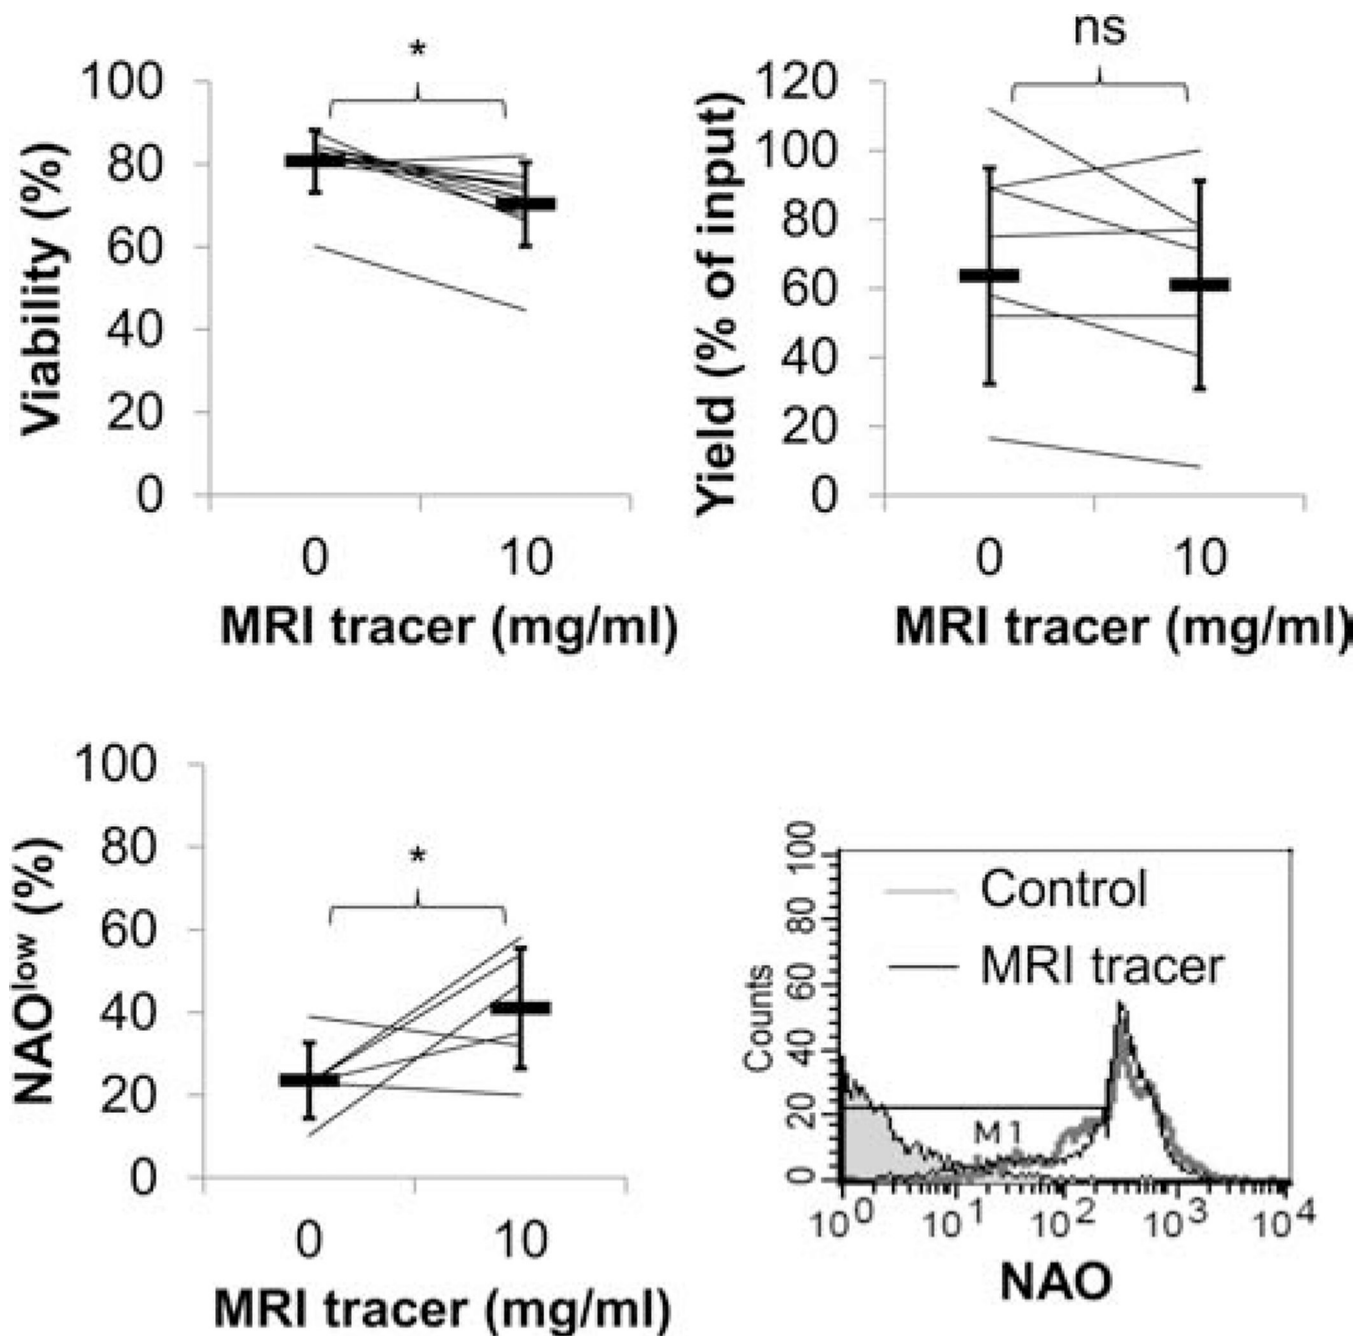 *
Viability (%)
100
80
60
40
20
0
0 10
MRI tracer (mg/ml)
ns
Yield (% of input)
120
100
80
60
40
20
0
0 10
MRI tracer (mg/ml)
*
NAOlow (%)
100
80
60
40
20
0
0 10
MRI tracer (mg/ml)
Control
MRI tracer
Counts
100
80
60
40
20
0
M1
10⁰ 10¹ 10² 10³ 10⁴
NAO